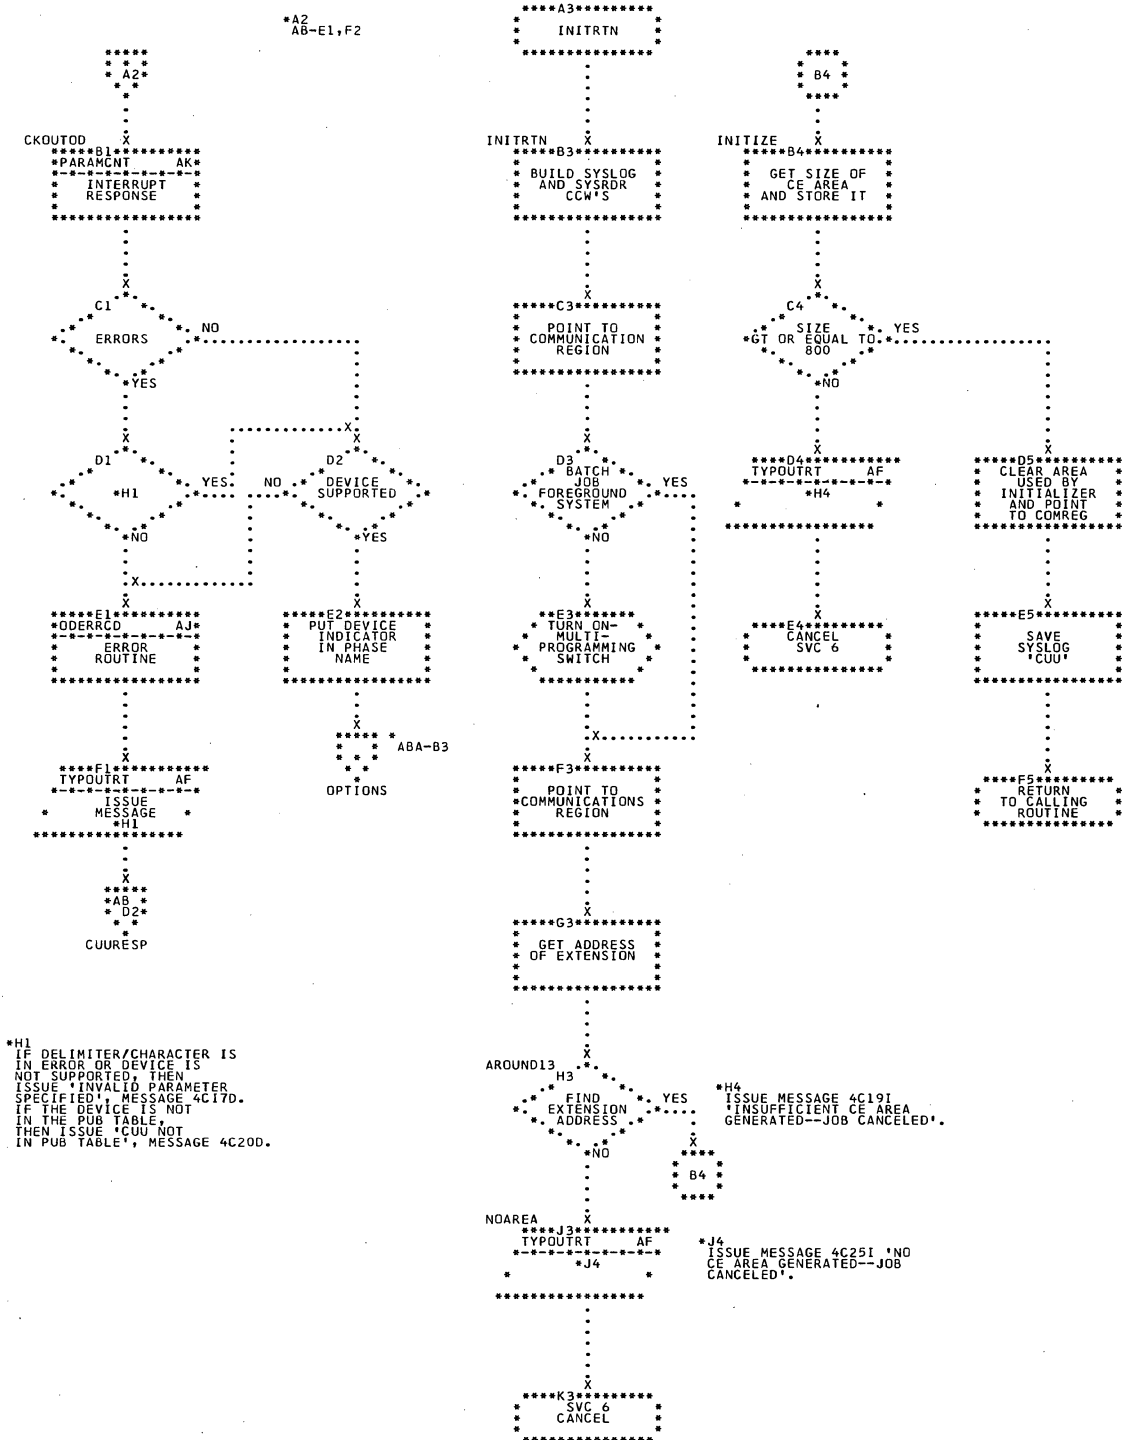 *A2
AB-E1,F2
A3
INITRTN
A2
B4
CKOUTOD
B1
PARAMCNT AK
INTERRUPT
RESPONSE
INITRTN
B3
BUILD SYSLOG
AND SYSRDR
CCW'S
INITIZE
B4
GET SIZE OF
CE AREA
AND STORE IT
C1
ERRORS
NO
YES
C3
POINT TO
COMMUNICATION
REGION
C4
SIZE
GT OR EQUAL TO
800
YES
NO
D1
*H1
YES
NO
D2
DEVICE
SUPPORTED
NO
YES
D3
BATCH
JOB
FOREGROUND
SYSTEM
YES
NO
D4
TYPOUTRT AF
*H4
D5
CLEAR AREA
USED BY
INITIALIZER
AND POINT
TO COMREG
E1
ODERRCD AJ
ERROR
ROUTINE
E2
PUT DEVICE
INDICATOR
IN PHASE
NAME
E3
TURN ON-
MULTI-
PROGRAMMING
SWITCH
E4
CANCEL
SVC 6
E5
SAVE
SYSLOG
'CUU'
ABA-B3
OPTIONS
F1
TYPOUTRT AF
ISSUE
MESSAGE
*H1
F3
POINT TO
COMMUNICATIONS
REGION
F5
RETURN
TO CALLING
ROUTINE
AB
D2
CUURESP
G3
GET ADDRESS
OF EXTENSION
*H1
IF DELIMITER/CHARACTER IS
IN ERROR OR DEVICE IS
NOT SUPPORTED, THEN
ISSUE 'INVALID PARAMETER
SPECIFIED', MESSAGE 4C17D.
IF THE DEVICE IS NOT
IN THE PUB TABLE,
THEN ISSUE 'CUU NOT
IN PUB TABLE', MESSAGE 4C20D.
AROUND13
H3
FIND
EXTENSION
ADDRESS
YES
NO
*H4
ISSUE MESSAGE 4C19I
'INSUFFICIENT CE AREA
GENERATED--JOB CANCELED'.
B4
NOAREA
J3
TYPOUTRT AF
*J4
*J4
ISSUE MESSAGE 4C25I 'NO
CE AREA GENERATED--JOB
CANCELED'.
K3
SVC 6
CANCEL